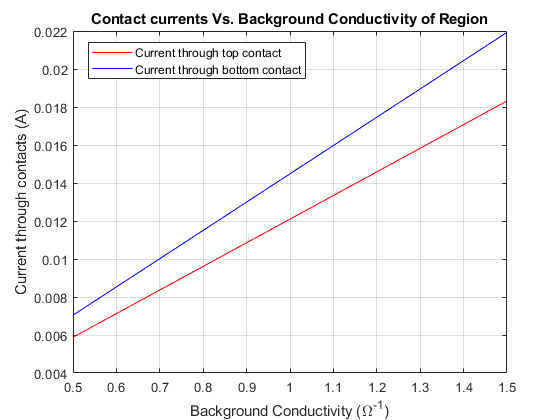 Contact currents Vs. Background Conductivity of Region
Current through top contact
Current through bottom contact
Current through contacts (A)
0.022
0.02
0.018
0.016
0.014
0.012
0.01
0.008
0.006
0.004
0.5 0.6 0.7 0.8 0.9 1 1.1 1.2 1.3 1.4 1.5
Background Conductivity (Ω⁻¹)